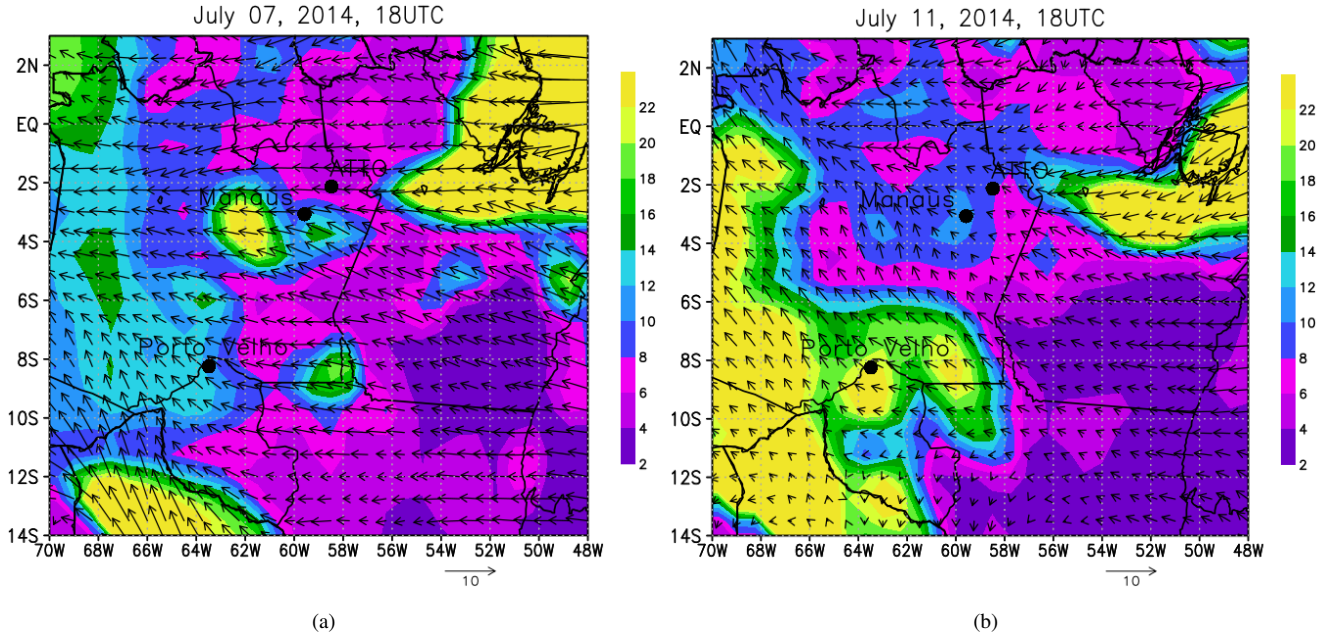 July 07, 2014, 18UTC
2N
EQ
2S
4S
6S
8S
10S
12S
14S
70W 68W 66W 64W 62W 60W 58W 56W 54W 52W 50W 48W
ATTO
Manaus
Porto Velho
22
20
18
16
14
12
10
8
6
4
2
10
(a)
July 11, 2014, 18UTC
2N
EQ
2S
4S
6S
8S
10S
12S
14S
70W 68W 66W 64W 62W 60W 58W 56W 54W 52W 50W 48W
ATTO
Manaus
Porto Velho
22
20
18
16
14
12
10
8
6
4
2
10
(b)